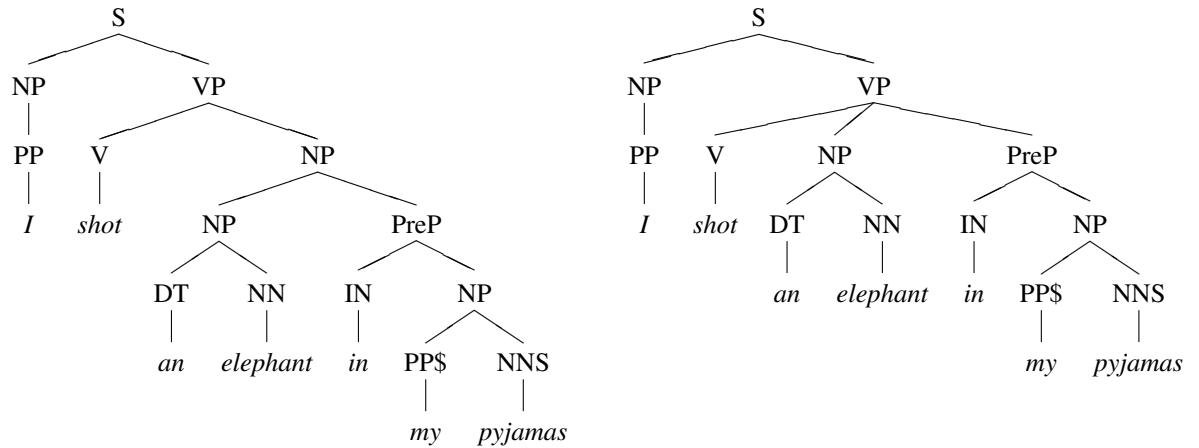 S S
NP VP NP VP
PP V NP PP V NP PreP
I shot NP PreP I shot DT NN IN NP
DT NN IN NP an elephant in PP$ NNS
an elephant in PP$ NNS my pyjamas
my pyjamas